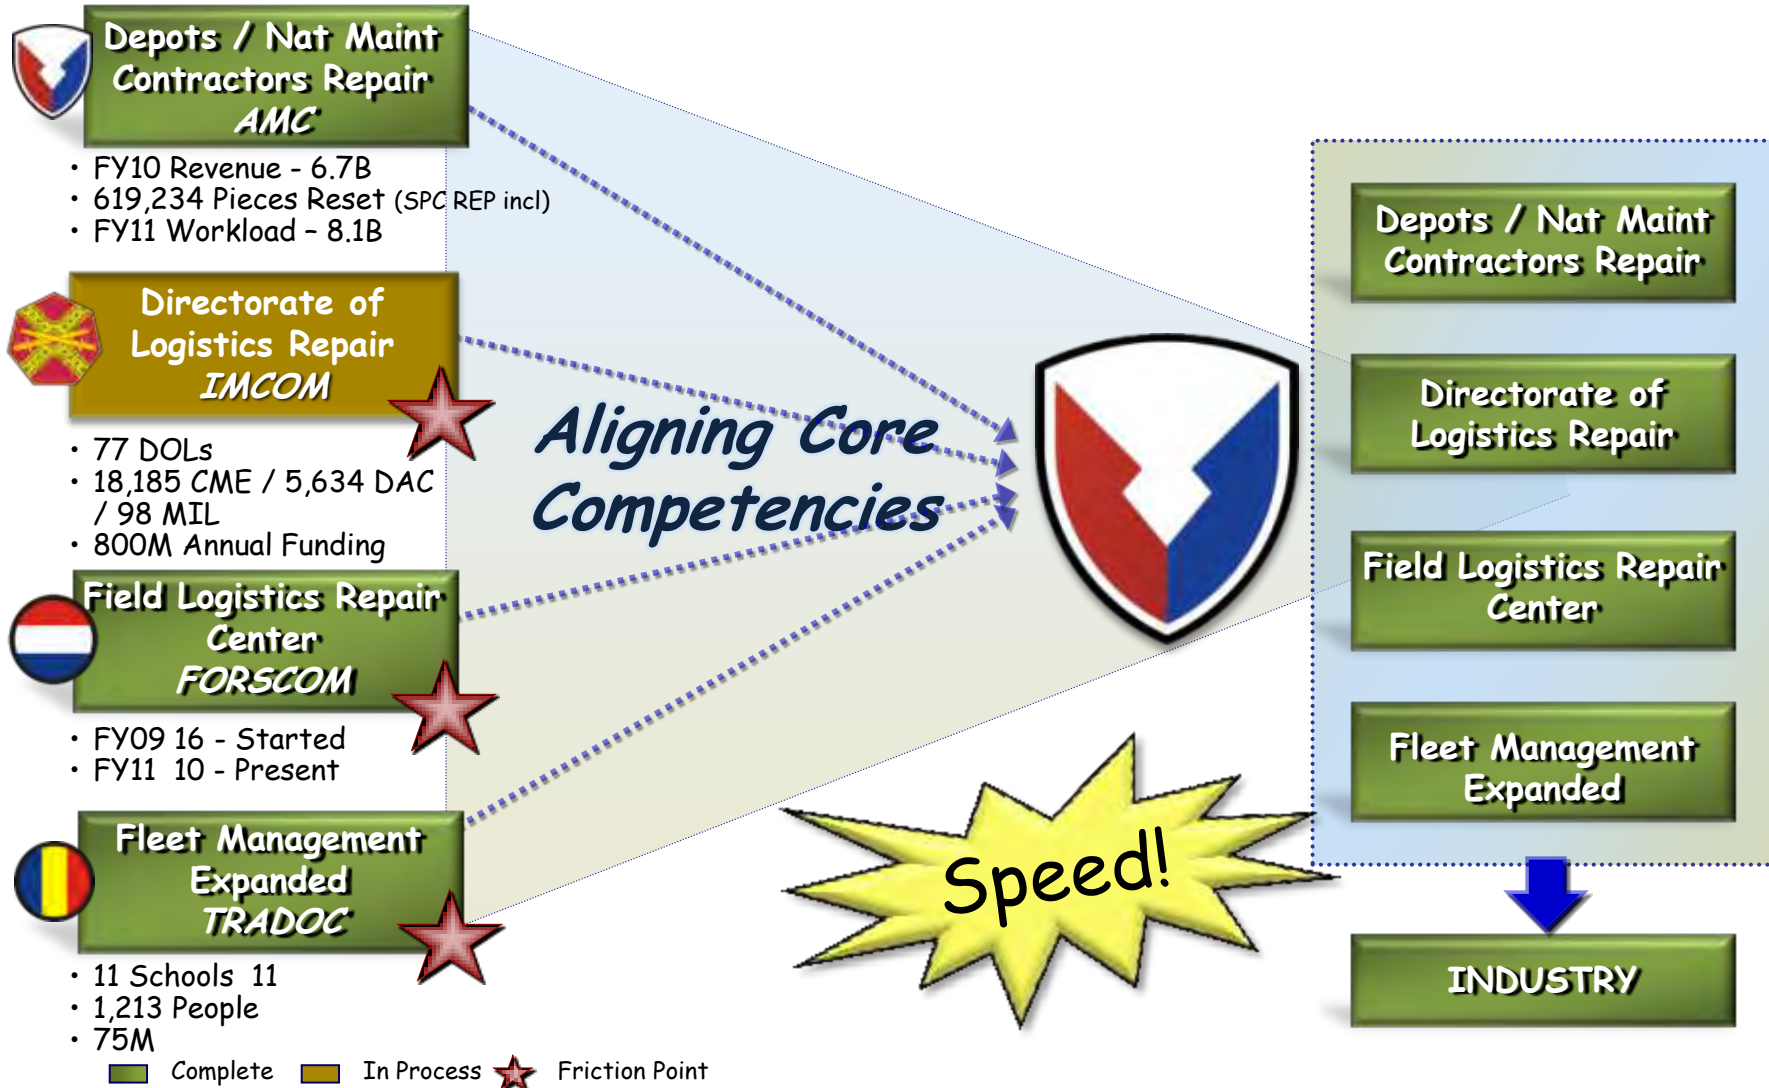 Depots / Nat Maint
Contractors Repair
AMC
• FY10 Revenue - 6.7B
• 619,234 Pieces Reset (SPC REP incl)
• FY11 Workload – 8.1B
Directorate of
Logistics Repair
IMCOM
• 77 DOLs
• 18,185 CME / 5,634 DAC
/ 98 MIL
• 800M Annual Funding
Field Logistics Repair
Center
FORSCOM
• FY09 16 - Started
• FY11 10 - Present
Fleet Management
Expanded
TRADOC
• 11 Schools 11
• 1,213 People
• 75M
Complete
In Process
Friction Point
Aligning Core
Competencies
Speed!
Depots / Nat Maint
Contractors Repair
Directorate of
Logistics Repair
Field Logistics Repair
Center
Fleet Management
Expanded
INDUSTRY